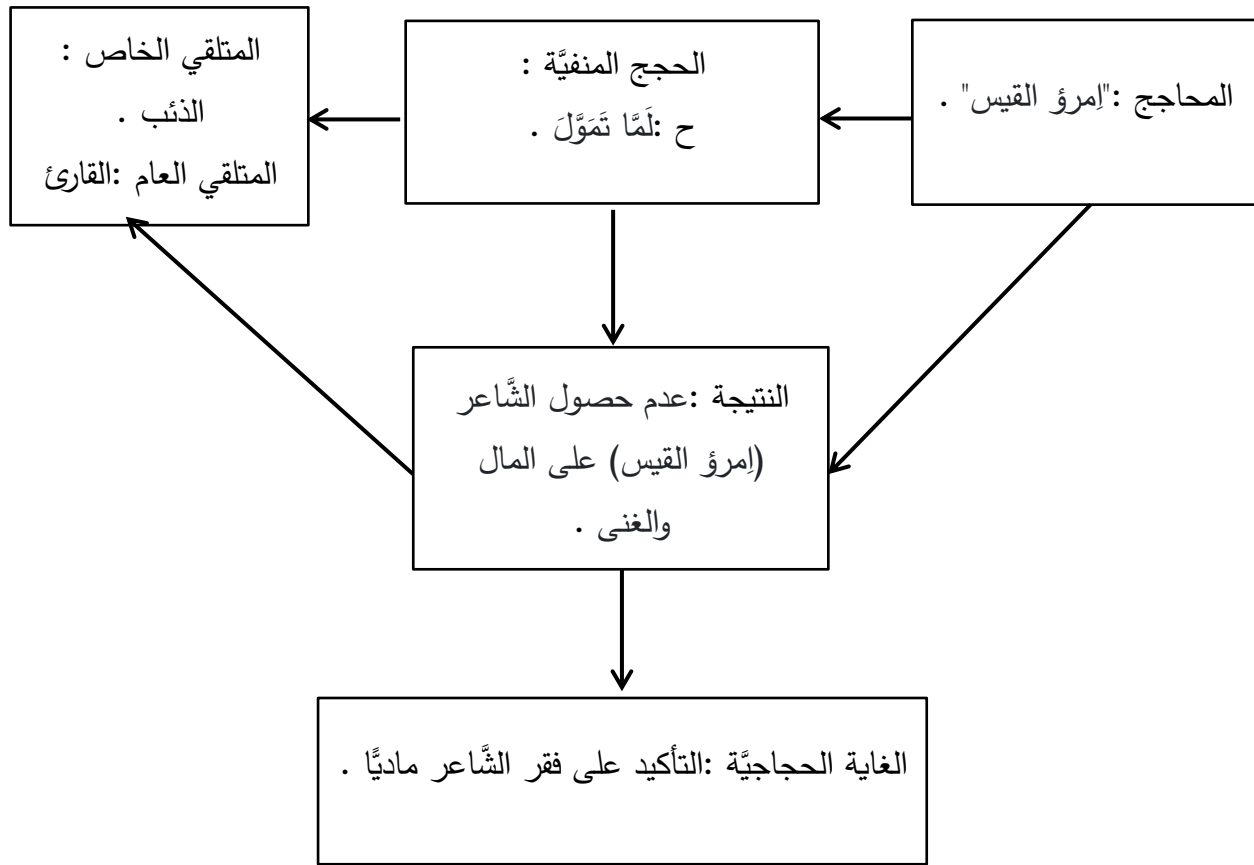 المحاجج :"اِمرؤ القيس" .
الحجج المنفيَّة :
ح :لَمَّا تَمَوَّلَ .
المتلقي الخاص :
الذئب .
المتلقي العام :القارئ
النتيجة :عدم حصول الشَّاعر
(اِمرؤ القيس) على المال
والغنى .
الغاية الحجاجيَّة :التأكيد على فقر الشَّاعر ماديًّا .